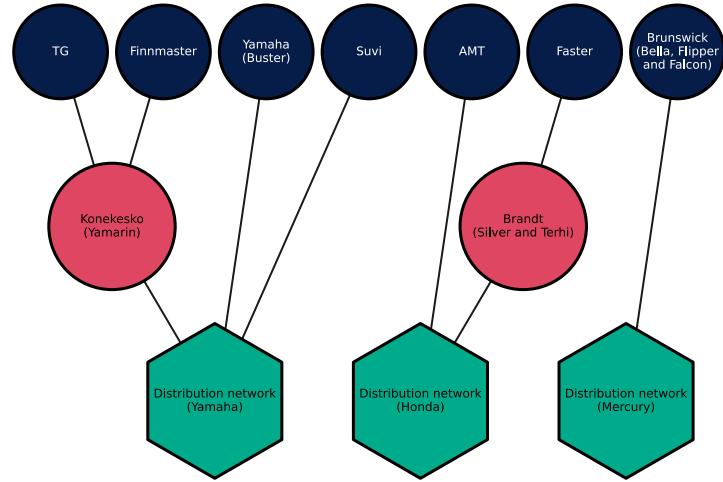 TG
Finnmaster
Yamaha
(Buster)
Suvi
AMT
Faster
Brunswick
(Bella, Flipper
and Falcon)
Konekesko
(Yamarin)
Brandt
(Silver and Terhi)
Distribution network
(Yamaha)
Distribution network
(Honda)
Distribution network
(Mercury)